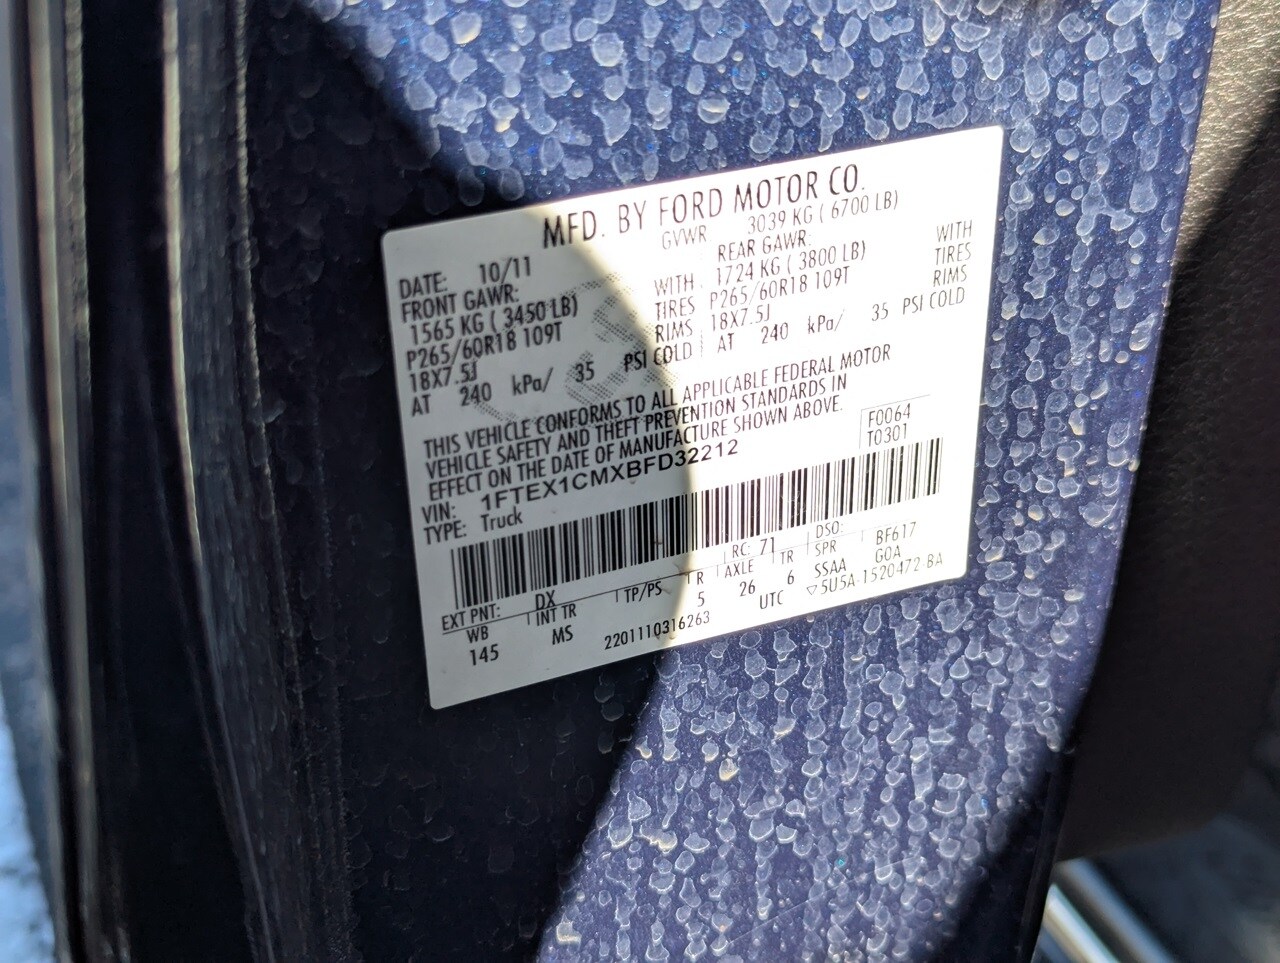 MFD. BY FORD MOTOR CO.
DATE: 10/11 GVWR 3039 KG ( 6700 LB)
FRONT GAWR: REAR GAWR:
1565 KG ( 3450 LB) WITH 1724 KG ( 3800 LB) WITH
P265/60R18 109T TIRES P265/60R18 109T TIRES
18X7.5J RIMS 18X7.5J RIMS
AT 240 kPa/ 35 PSI COLD AT 240 kPa/ 35 PSI COLD
THIS VEHICLE CONFORMS TO ALL APPLICABLE FEDERAL MOTOR
VEHICLE SAFETY AND THEFT PREVENTION STANDARDS IN
EFFECT ON THE DATE OF MANUFACTURE SHOWN ABOVE.
VIN: 1FTEX1CMXBFD32212 F0064
TYPE: Truck T0301
EXT PNT: DX RC: 71 DSO:
WB INT TR TP/PS R AXLE TR SPR BF617
145 MS 5 26 6 SSAA GOA
2201110316263 UTC ▽5U5A-1520472-BA